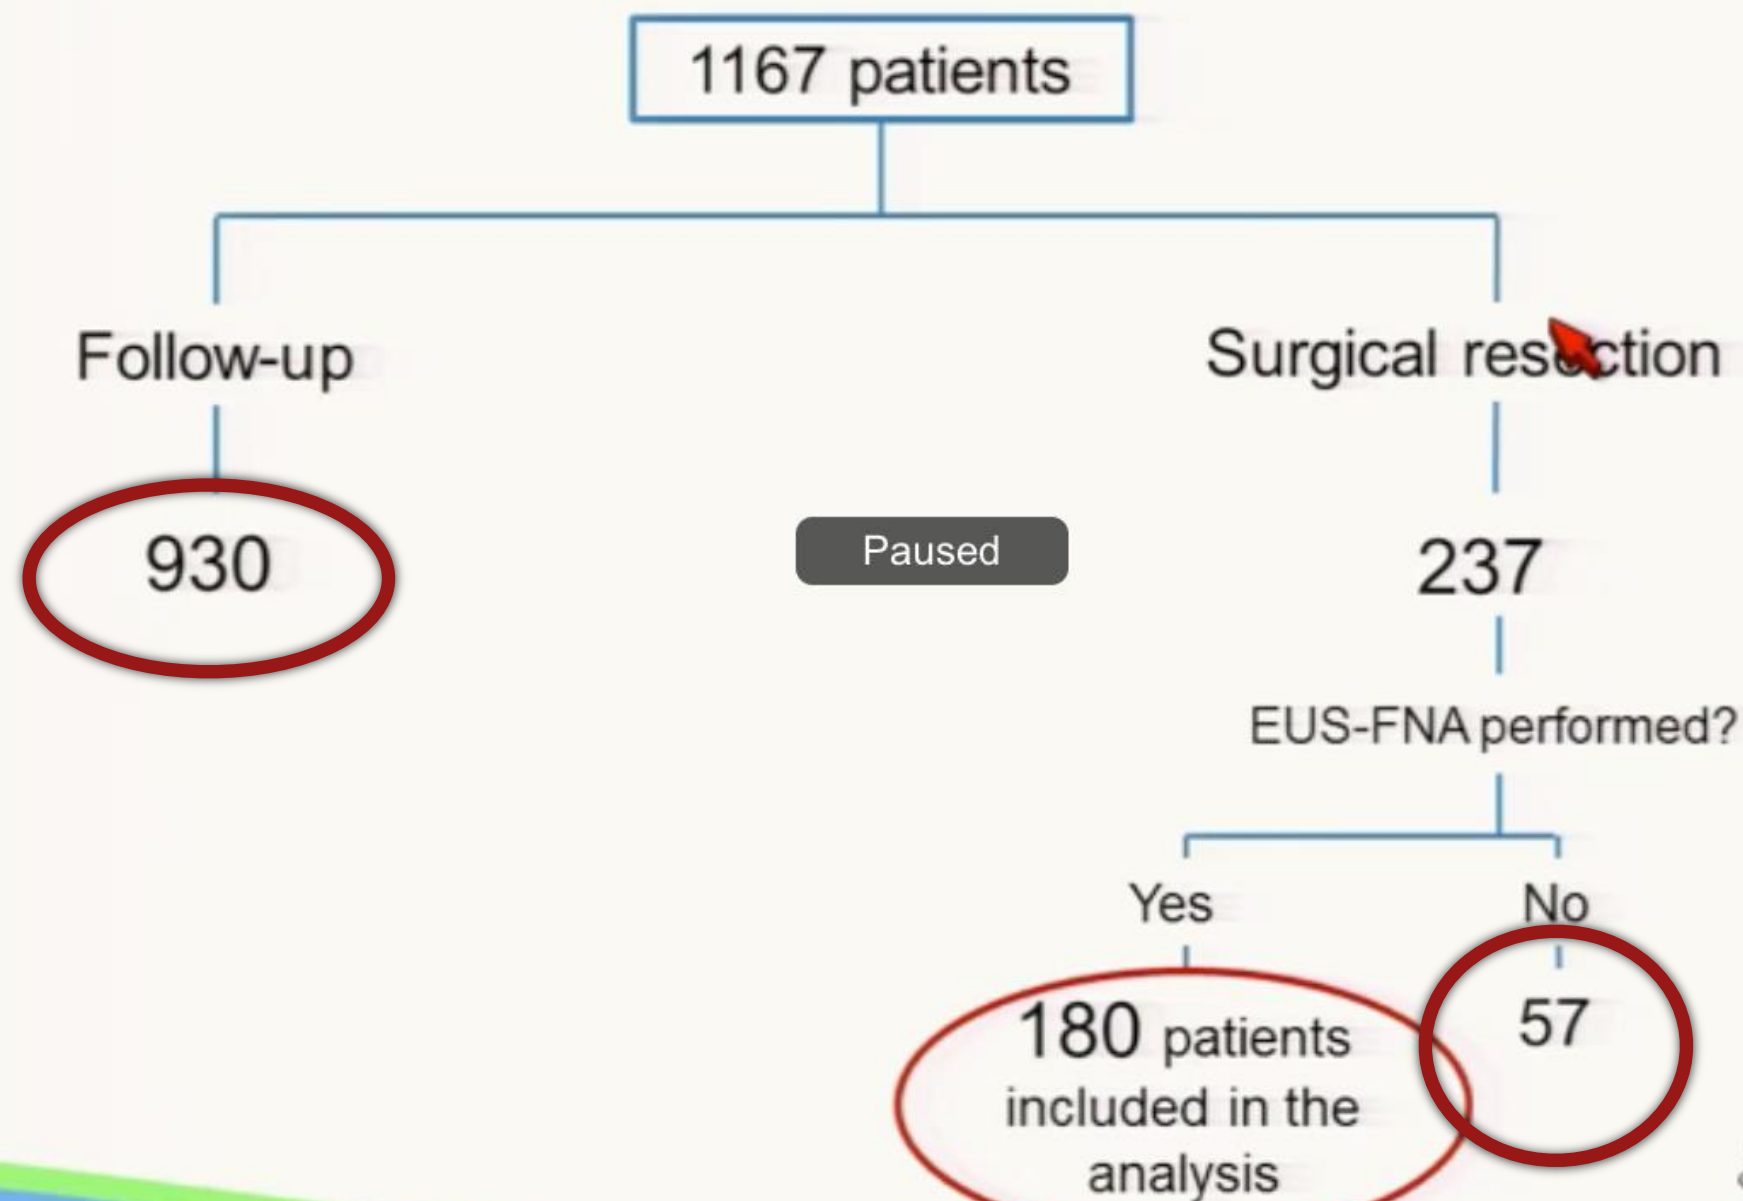 1167 patients
Follow-up
Surgical resection
930
Paused
237
EUS-FNA performed?
Yes
No
180 patients
57
included in the
analysis